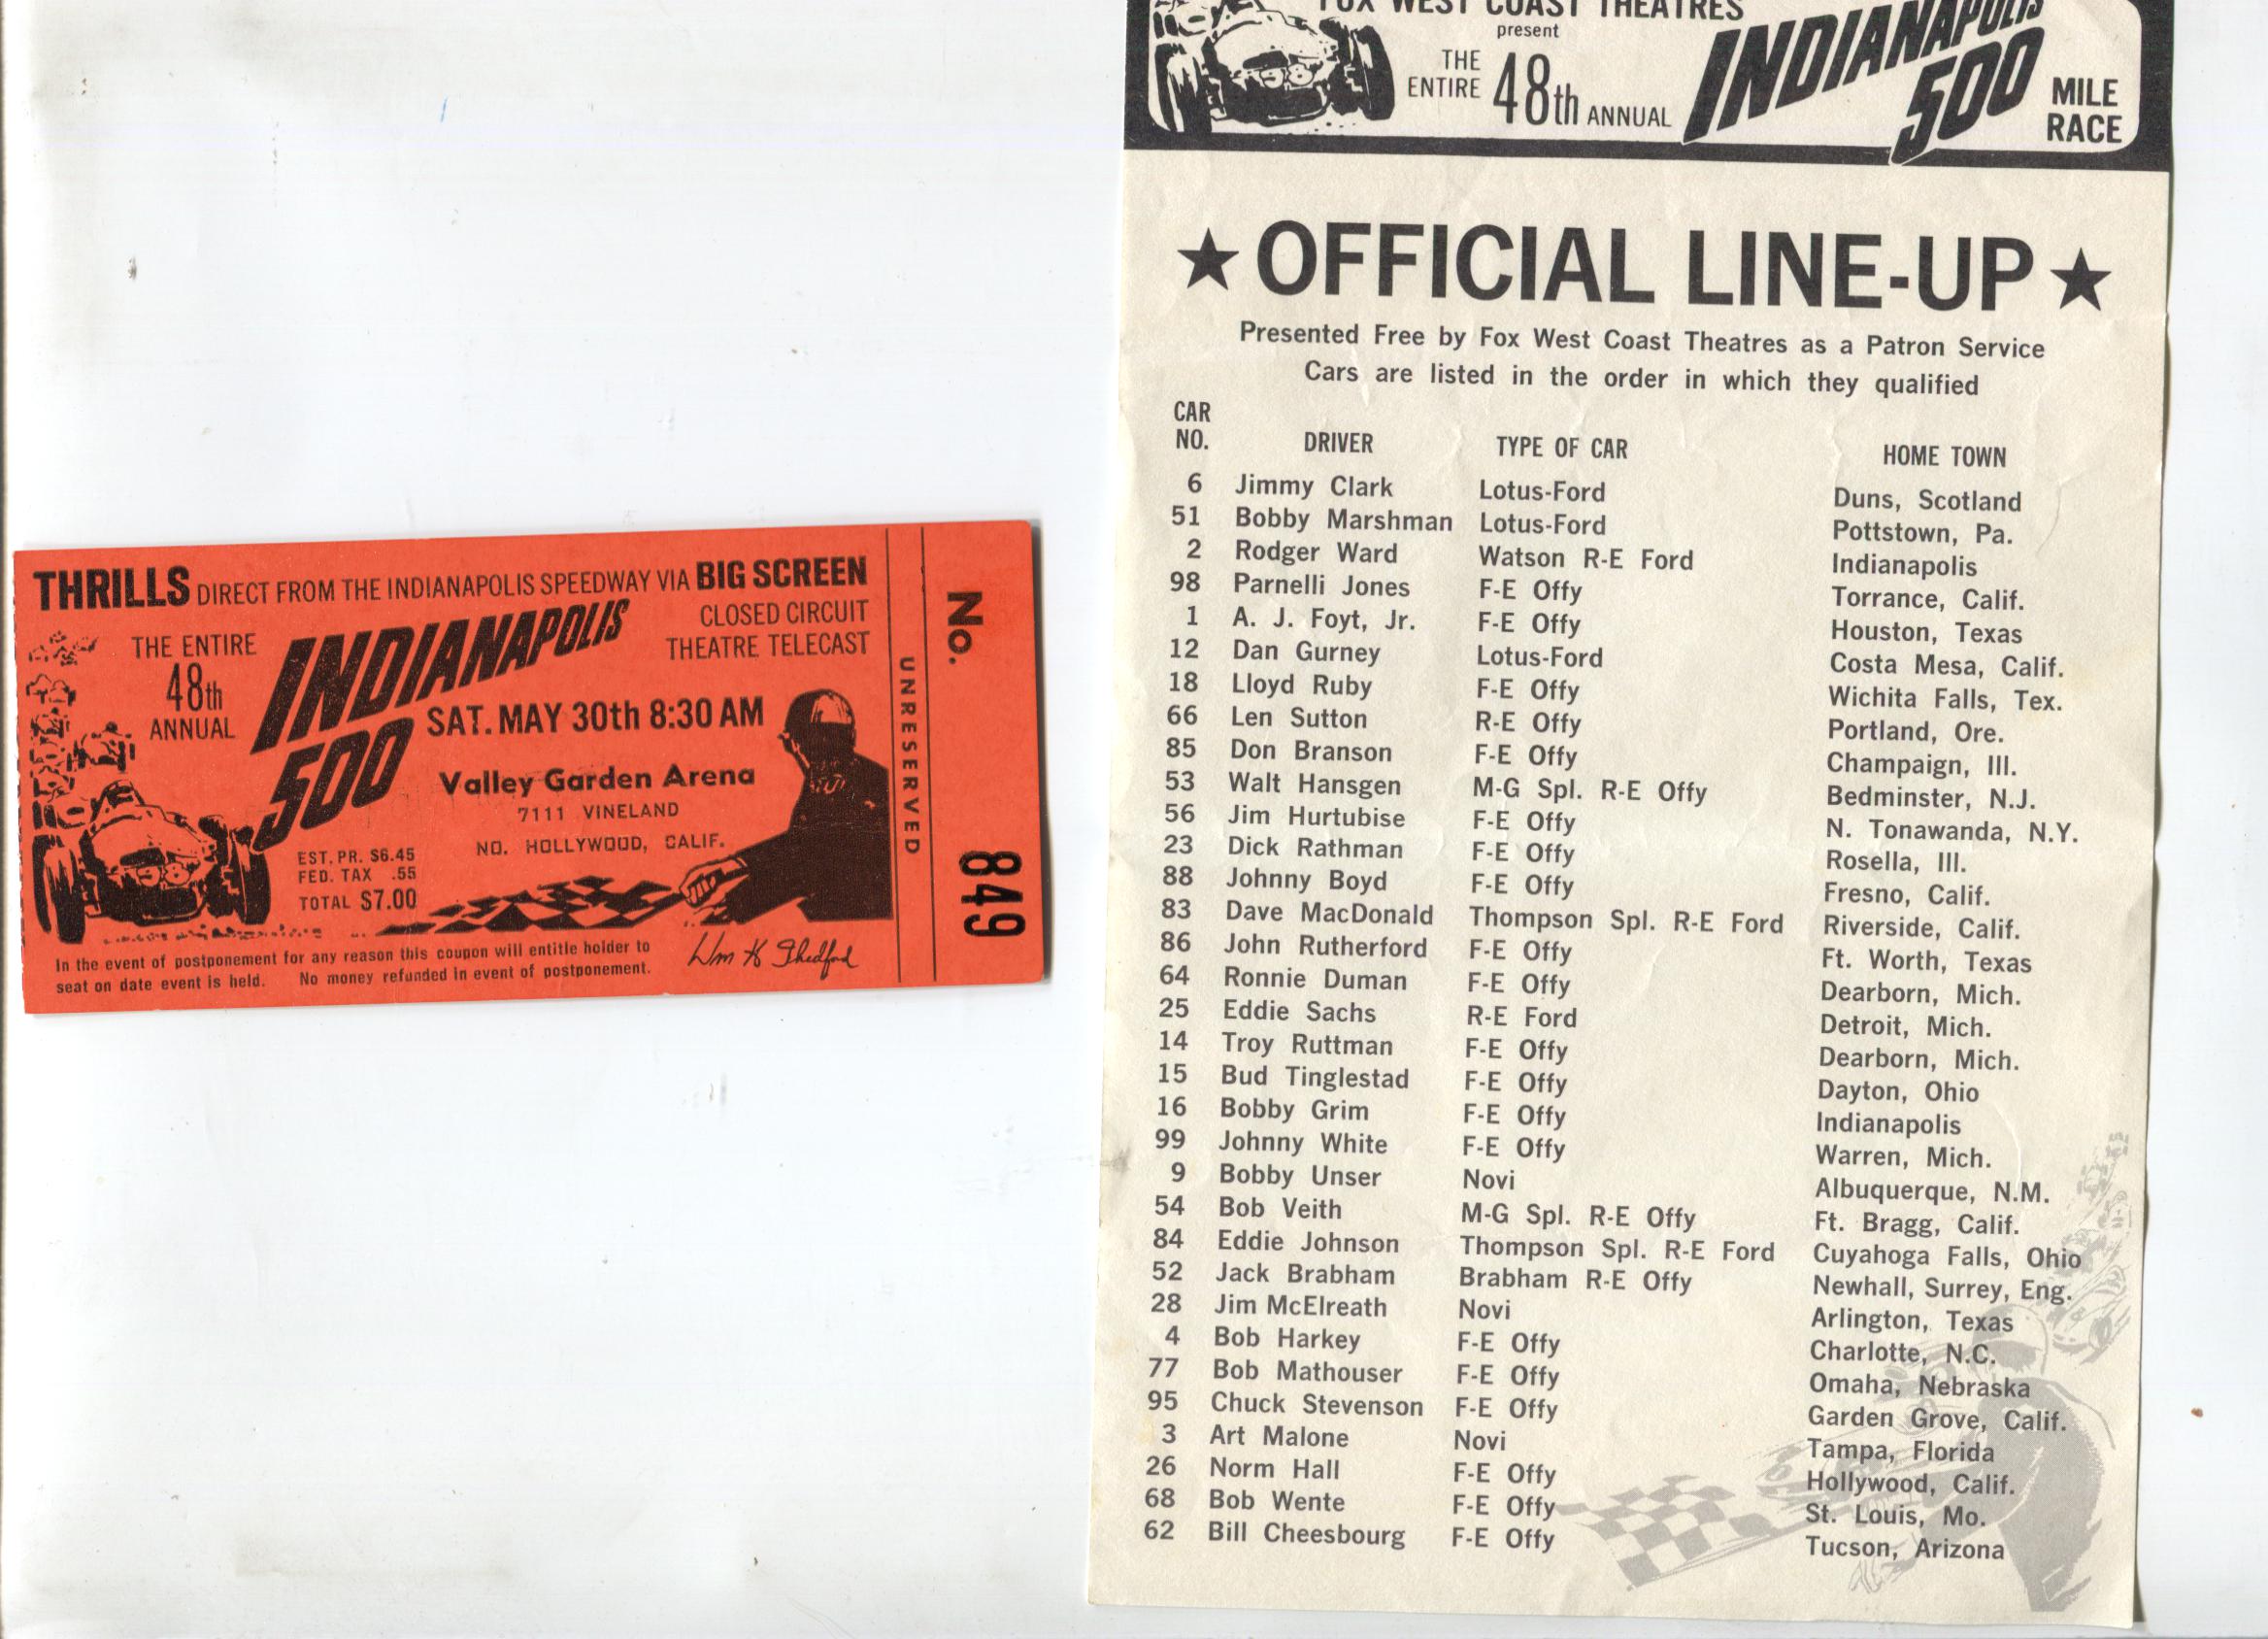 THRILLS DIRECT FROM THE INDIANAPOLIS SPEEDWAY VIA BIG SCREEN
CLOSED CIRCUIT
THEATRE TELECAST
THE ENTIRE
48th
ANNUAL
INDIANAPOLIS
500
SAT. MAY 30th 8:30 AM
Valley Garden Arena
7111 VINELAND
NO. HOLLYWOOD, CALIF.
EST. PR. $6.45
FED. TAX .55
TOTAL $7.00
In the event of postponement for any reason this coupon will entitle holder to
seat on date event is held. No money refunded in event of postponement.
Wm H Thedford
UNRESERVED
No. 849
FOX WEST COAST THEATRES
present
THE
ENTIRE
48th ANNUAL
INDIANAPOLIS
500
MILE
RACE
★ OFFICIAL LINE-UP ★
Presented Free by Fox West Coast Theatres as a Patron Service
Cars are listed in the order in which they qualified
CAR
NO. DRIVER TYPE OF CAR HOME TOWN
6 Jimmy Clark Lotus-Ford Duns, Scotland
51 Bobby Marshman Lotus-Ford Pottstown, Pa.
2 Rodger Ward Watson R-E Ford Indianapolis
98 Parnelli Jones F-E Offy Torrance, Calif.
1 A. J. Foyt, Jr. F-E Offy Houston, Texas
12 Dan Gurney Lotus-Ford Costa Mesa, Calif.
18 Lloyd Ruby F-E Offy Wichita Falls, Tex.
66 Len Sutton R-E Offy Portland, Ore.
85 Don Branson F-E Offy Champaign, Ill.
53 Walt Hansgen M-G Spl. R-E Offy Bedminster, N.J.
56 Jim Hurtubise F-E Offy N. Tonawanda, N.Y.
23 Dick Rathman F-E Offy Rosella, Ill.
88 Johnny Boyd F-E Offy Fresno, Calif.
83 Dave MacDonald Thompson Spl. R-E Ford Riverside, Calif.
86 John Rutherford F-E Offy Ft. Worth, Texas
64 Ronnie Duman F-E Offy Dearborn, Mich.
25 Eddie Sachs R-E Ford Detroit, Mich.
14 Troy Ruttman F-E Offy Dearborn, Mich.
15 Bud Tinglestad F-E Offy Dayton, Ohio
16 Bobby Grim F-E Offy Indianapolis
99 Johnny White F-E Offy Warren, Mich.
9 Bobby Unser Novi Albuquerque, N.M.
54 Bob Veith M-G Spl. R-E Offy Ft. Bragg, Calif.
84 Eddie Johnson Thompson Spl. R-E Ford Cuyahoga Falls, Ohio
52 Jack Brabham Brabham R-E Offy Newhall, Surrey, Eng.
28 Jim McElreath Novi Arlington, Texas
4 Bob Harkey F-E Offy Charlotte, N.C.
77 Bob Mathouser F-E Offy Omaha, Nebraska
95 Chuck Stevenson F-E Offy Garden Grove, Calif.
3 Art Malone Novi Tampa, Florida
26 Norm Hall F-E Offy Hollywood, Calif.
68 Bob Wente F-E Offy St. Louis, Mo.
62 Bill Cheesbourg F-E Offy Tucson, Arizona